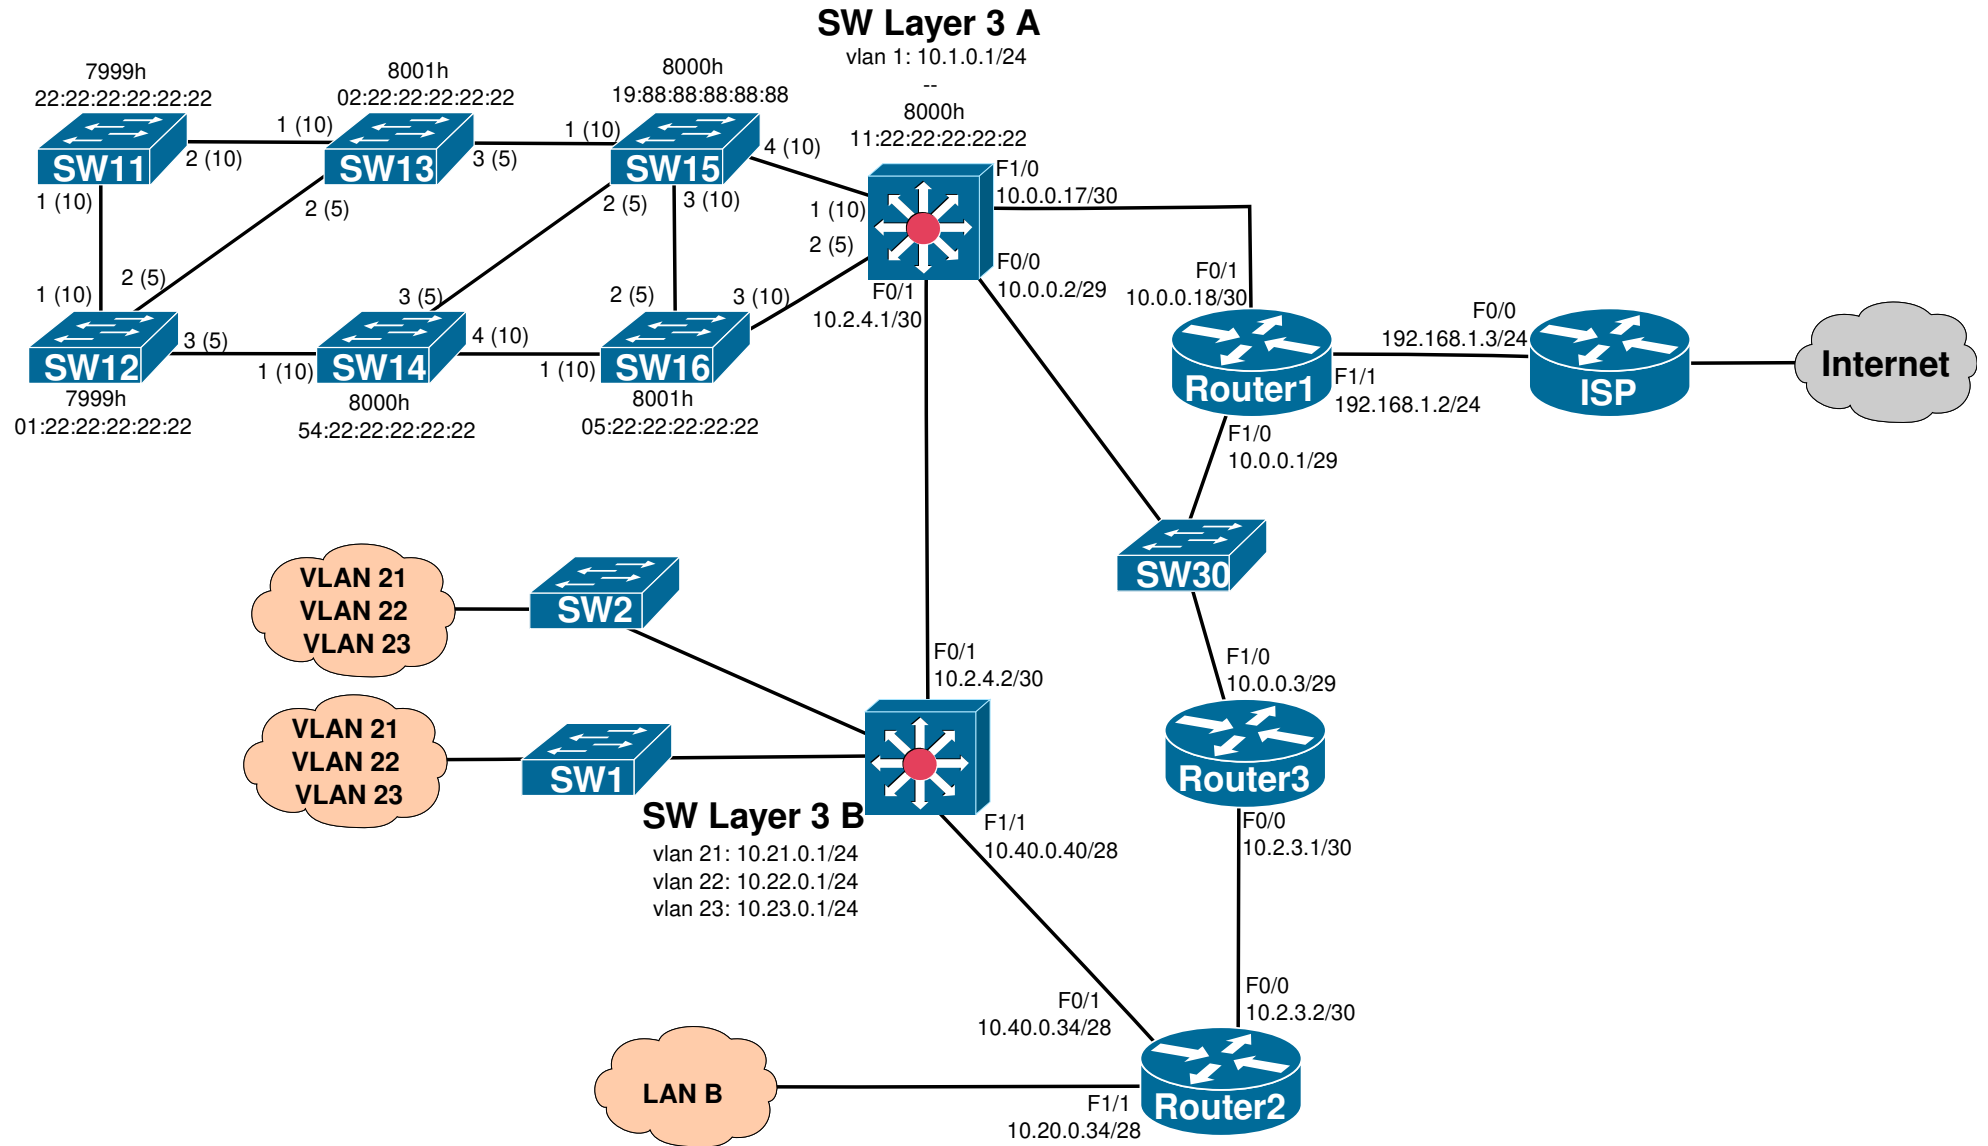 SW Layer 3 A
vlan 1: 10.1.0.1/24
--
8000h
11:22:22:22:22:22
7999h
22:22:22:22:22:22
8001h
02:22:22:22:22:22
8000h
19:88:88:88:88:88
1 (10)
2 (10)
1 (10)
3 (5)
4 (10)
SW11
SW13
SW15
1 (10)
2 (5)
2 (5)
3 (10)
1 (10)
2 (5)
F1/0
10.0.0.17/30
F0/0
10.0.0.2/29
F0/1
10.2.4.1/30
1 (10)
2 (5)
3 (5)
2 (5)
3 (10)
SW12
3 (5)
1 (10)
SW14
4 (10)
1 (10)
SW16
7999h
01:22:22:22:22:22
8000h
54:22:22:22:22:22
8001h
05:22:22:22:22:22
F0/1
10.0.0.18/30
F0/0
192.168.1.3/24
Router1
F1/1
192.168.1.2/24
ISP
Internet
F1/0
10.0.0.1/29
SW30
VLAN 21
VLAN 22
VLAN 23
SW2
F0/1
10.2.4.2/30
F1/0
10.0.0.3/29
VLAN 21
VLAN 22
VLAN 23
SW1
Router3
SW Layer 3 B
vlan 21: 10.21.0.1/24
vlan 22: 10.22.0.1/24
vlan 23: 10.23.0.1/24
F1/1
10.40.0.40/28
F0/0
10.2.3.1/30
F0/1
10.40.0.34/28
F0/0
10.2.3.2/30
LAN B
Router2
F1/1
10.20.0.34/28